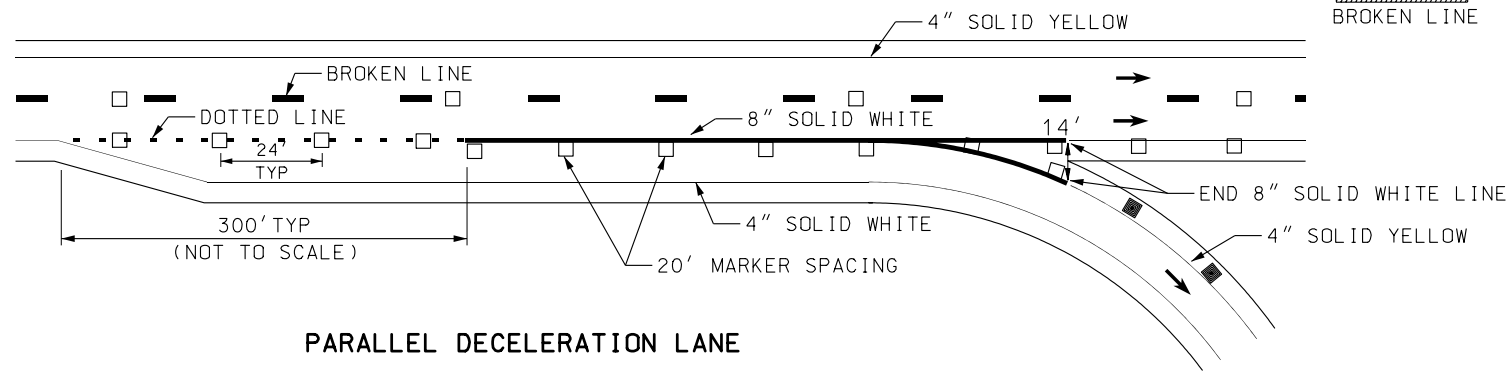 4" SOLID YELLOW
BROKEN LINE
BROKEN LINE
DOTTED LINE
8" SOLID WHITE
14'
24'
TYP
END 8" SOLID WHITE LINE
300'TYP
(NOT TO SCALE)
4" SOLID WHITE
4" SOLID YELLOW
20' MARKER SPACING
PARALLEL DECELERATION LANE